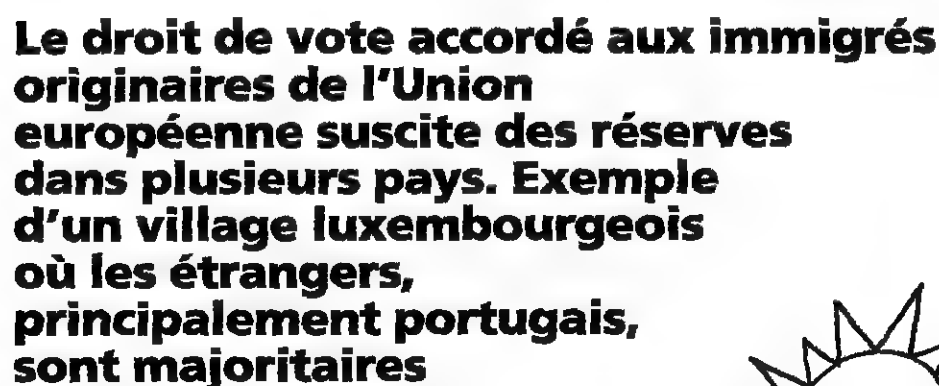 Le droit de vote accordé aux immigrés
originaires de l'Union
européenne suscite des réserves
dans plusieurs pays. Exemple
d'un village luxembourgeois
où les étrangers,
principalement portugais,
sont majoritaires